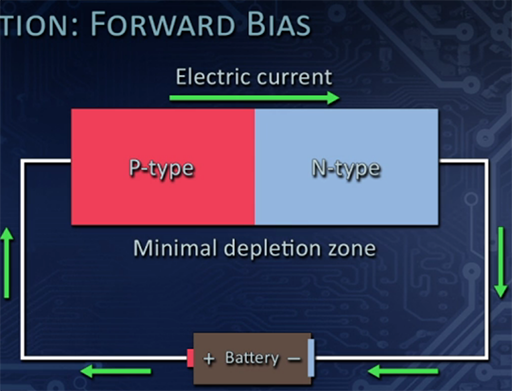 TION: FORWARD BIAS
Electric current
P-type N-type
Minimal depletion zone
+ Battery –